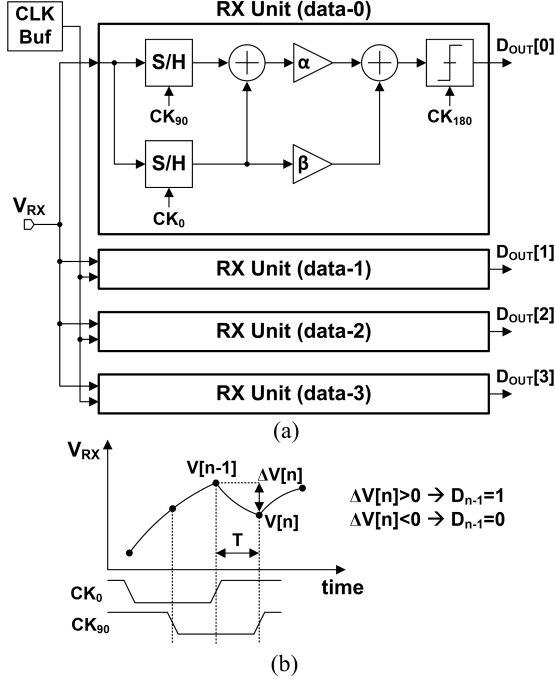 CLK
Buf
RX Unit (data-0)
S/H
CK90
α
CK180
DOUT[0]
S/H
CK0
β
VRX
RX Unit (data-1)
DOUT[1]
RX Unit (data-2)
DOUT[2]
RX Unit (data-3)
DOUT[3]
(a)
VRX
V[n-1]
ΔV[n]
V[n]
T
ΔV[n]>0 → Dn-1=1
ΔV[n]<0 → Dn-1=0
time
CK0
CK90
(b)